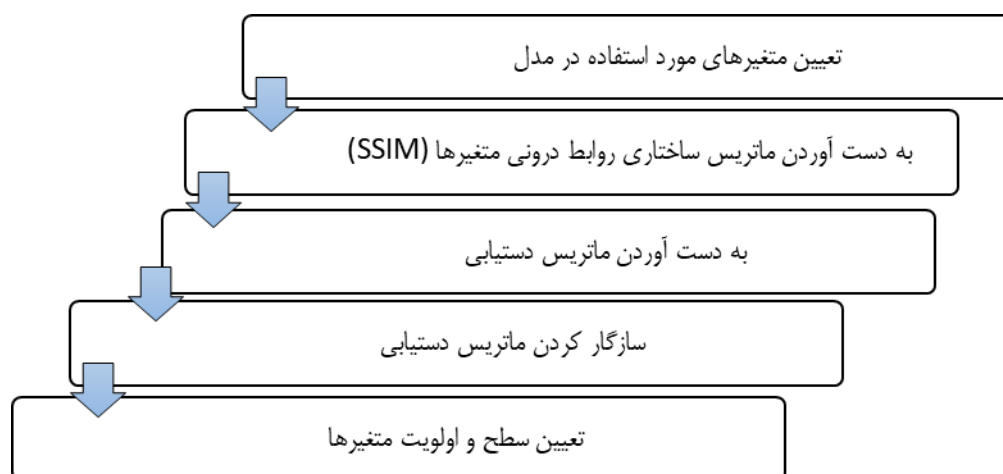 تعیین متغیرهای مورد استفاده در مدل
به دست آوردن ماتریس ساختاری روابط درونی متغیرها (SSIM)
به دست آوردن ماتریس دستیابی
سازگار کردن ماتریس دستیابی
تعیین سطح و اولویت متغیرها